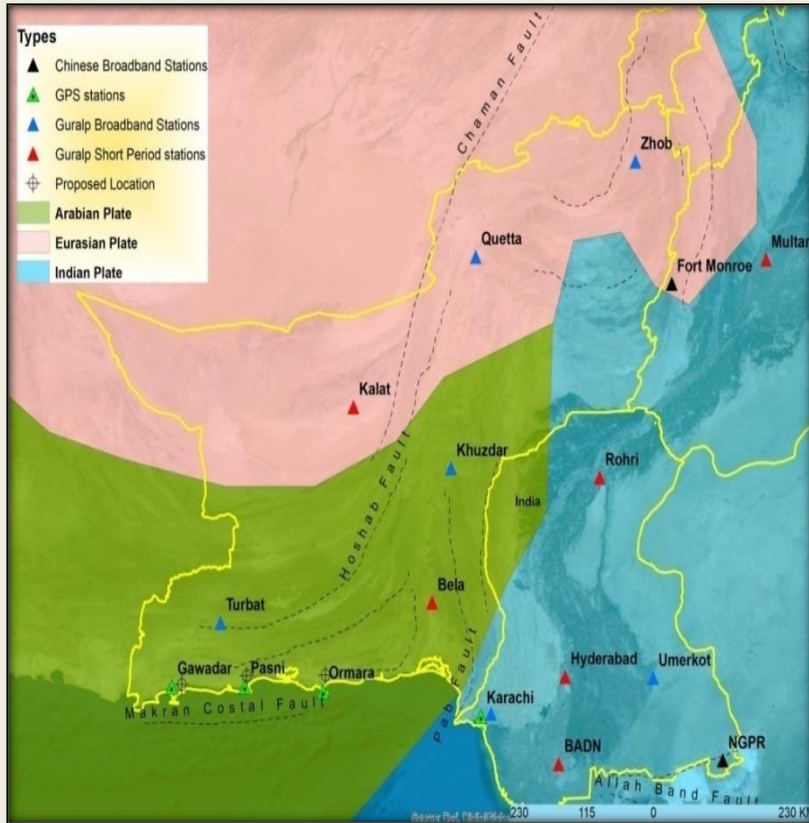 Types
Chinese Broadband Stations
GPS stations
Guralp Broadband Stations
Guralp Short Period stations
Proposed Location
Arabian Plate
Eurasian Plate
Indian Plate
Chaman Fault
Zhob
Quetta
Multan
Fort Monroe
Kalat
Khuzdar
Rohri
India
Hoshab Fault
Bela
Turbat
Gawadar
Pasni
Ormara
Makran Costal Fault
Pab Fault
Karachi
Hyderabad
Umerkot
BADN
NGPR
Allah Band Fault
230 115 0 230 KM